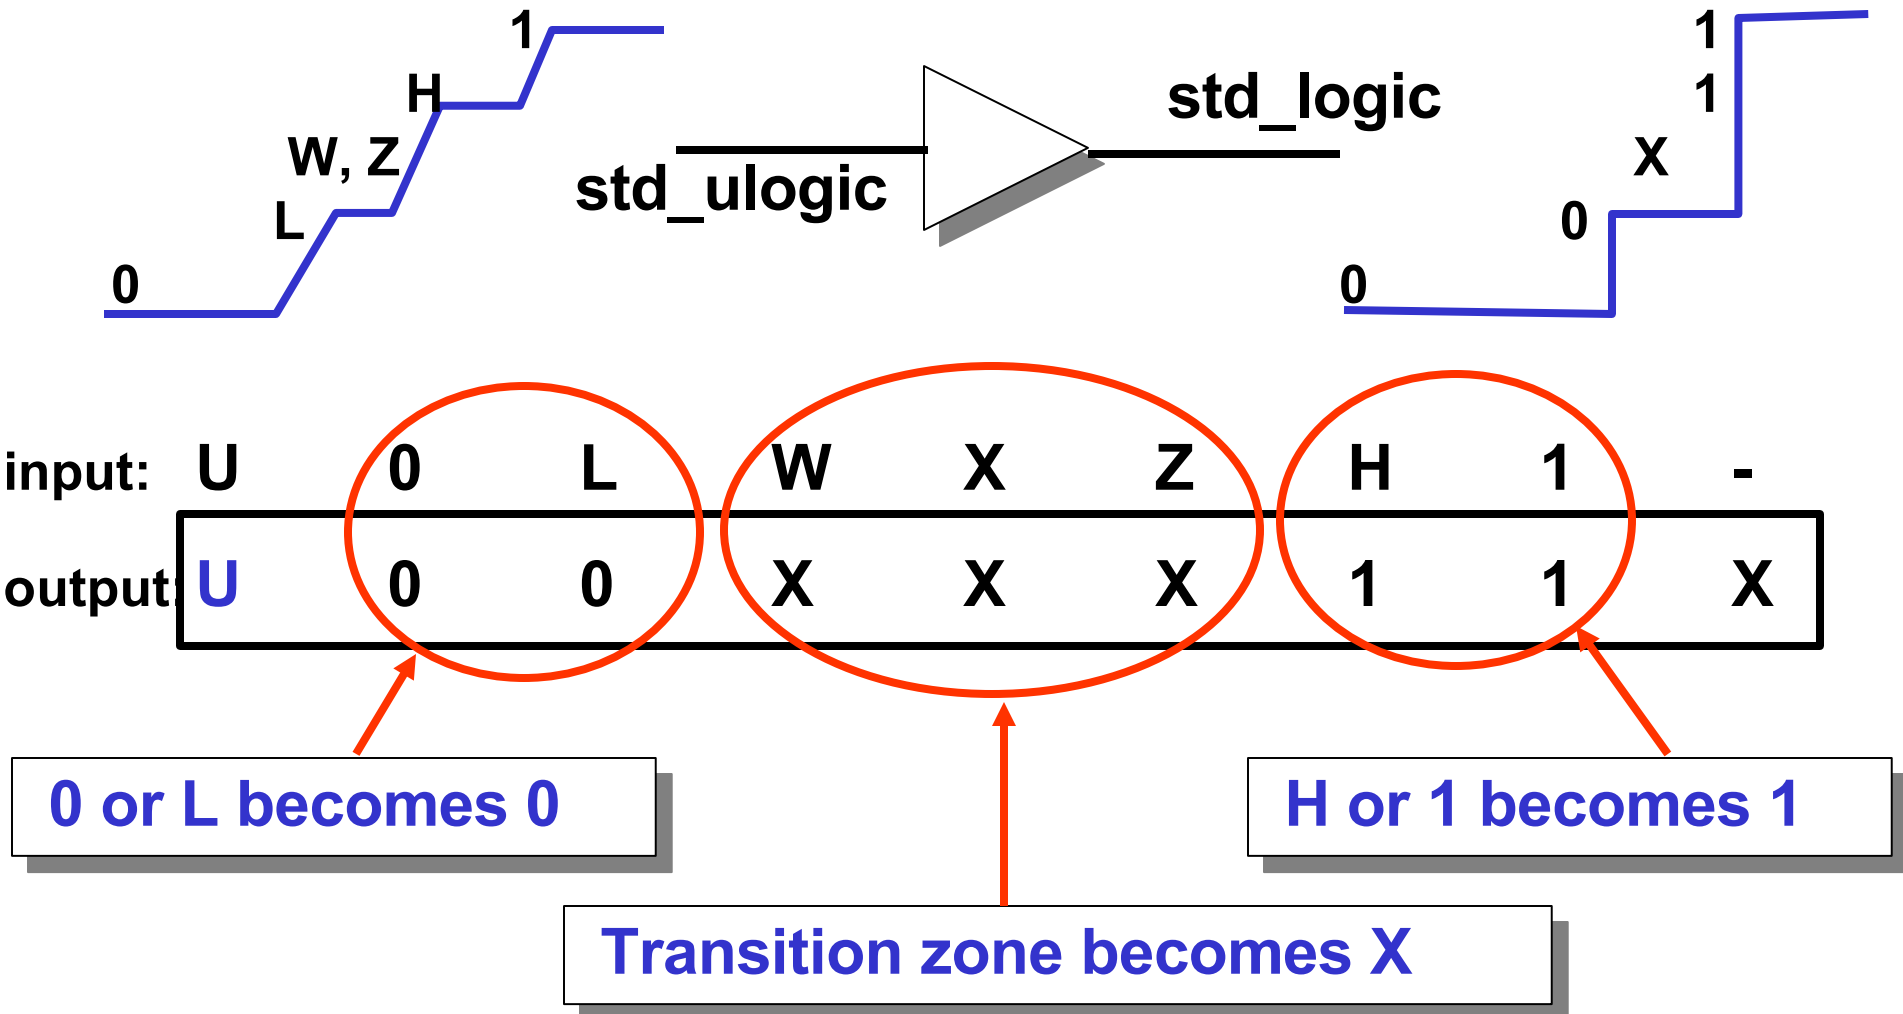 1
H
W, Z
L
0
std_ulogic
std_logic
1
1
X
0
0
input: U 0 L W X Z H 1 -
output: U 0 0 X X X 1 1 X
0 or L becomes 0
H or 1 becomes 1
Transition zone becomes X